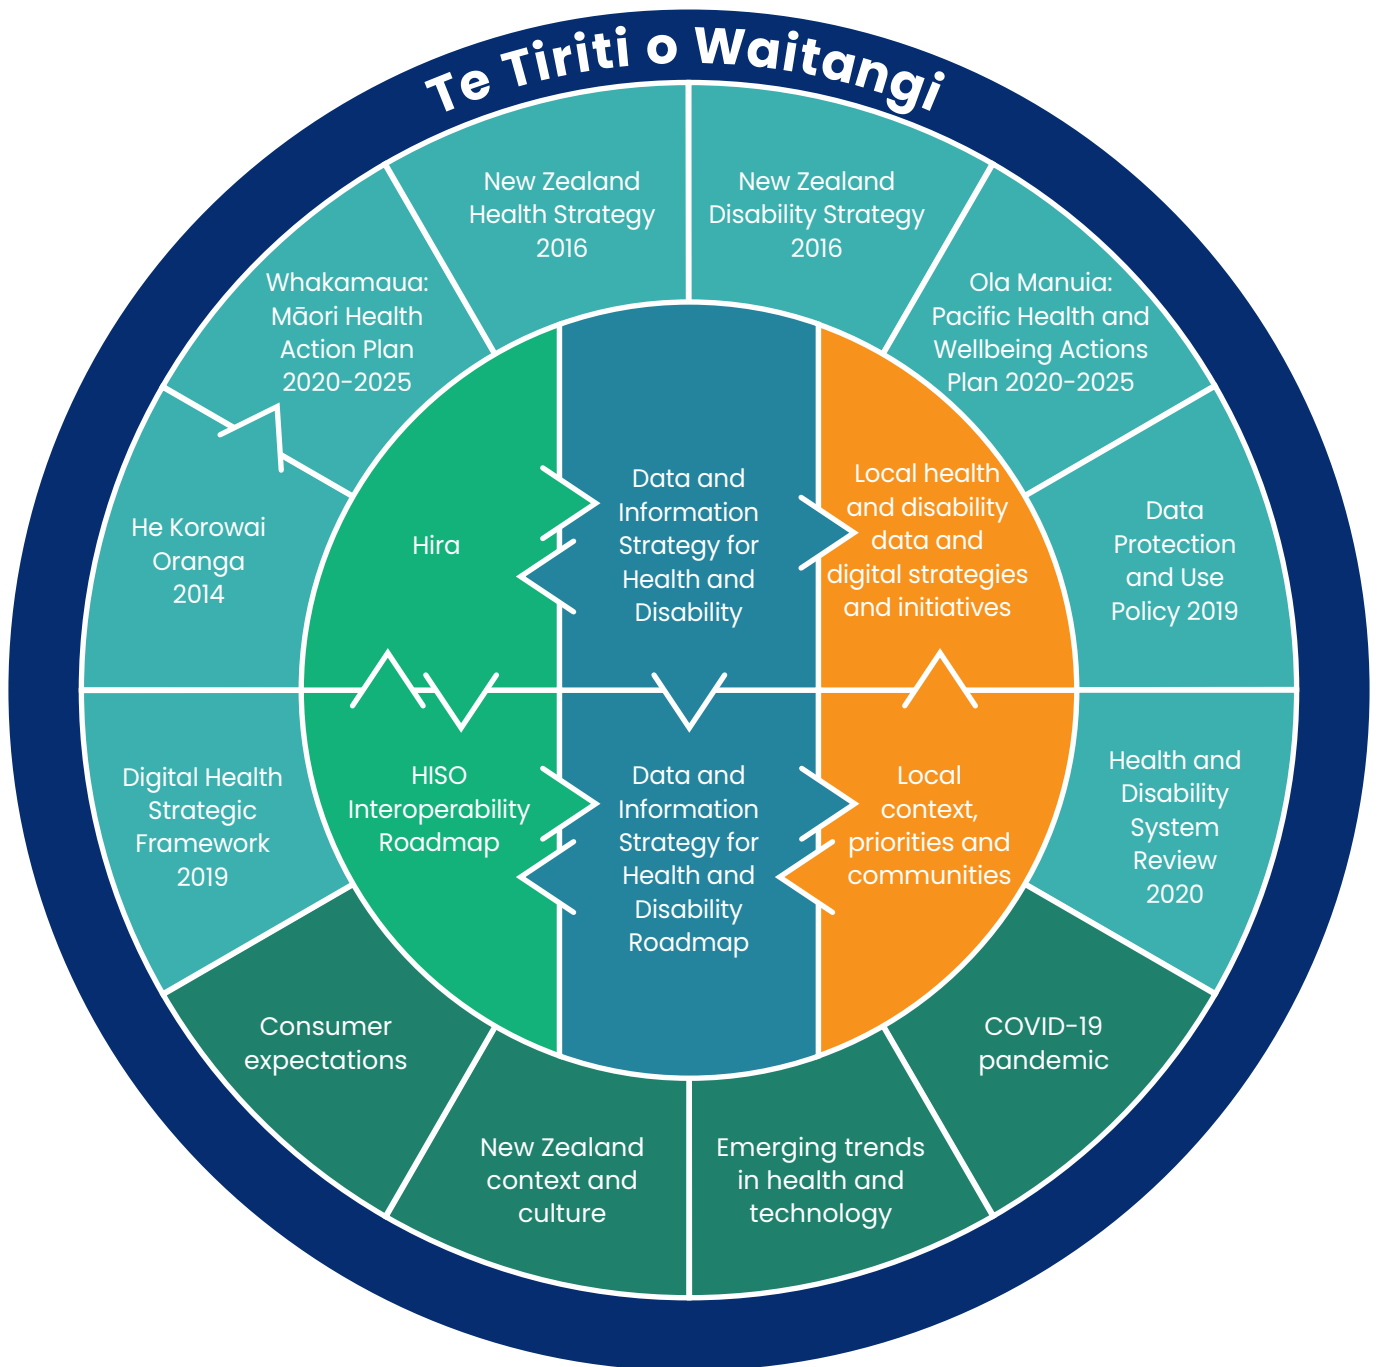 Te Tiriti o Waitangi
New Zealand
Health Strategy
2016
New Zealand
Disability Strategy
2016
Whakamaua:
Māori Health
Action Plan
2020-2025
Ola Manuia:
Pacific Health and
Wellbeing Actions
Plan 2020-2025
He Korowai
Oranga
2014
Hira
Data and
Information
Strategy for
Health and
Disability
Local health
and disability
data and
digital strategies
and initiatives
Data
Protection
and Use
Policy 2019
Digital Health
Strategic
Framework
2019
HISO
Interoperability
Roadmap
Data and
Information
Strategy for
Health and
Disability
Roadmap
Local
context,
priorities and
communities
Health and
Disability
System
Review
2020
Consumer
expectations
New Zealand
context and
culture
Emerging trends
in health and
technology
COVID-19
pandemic